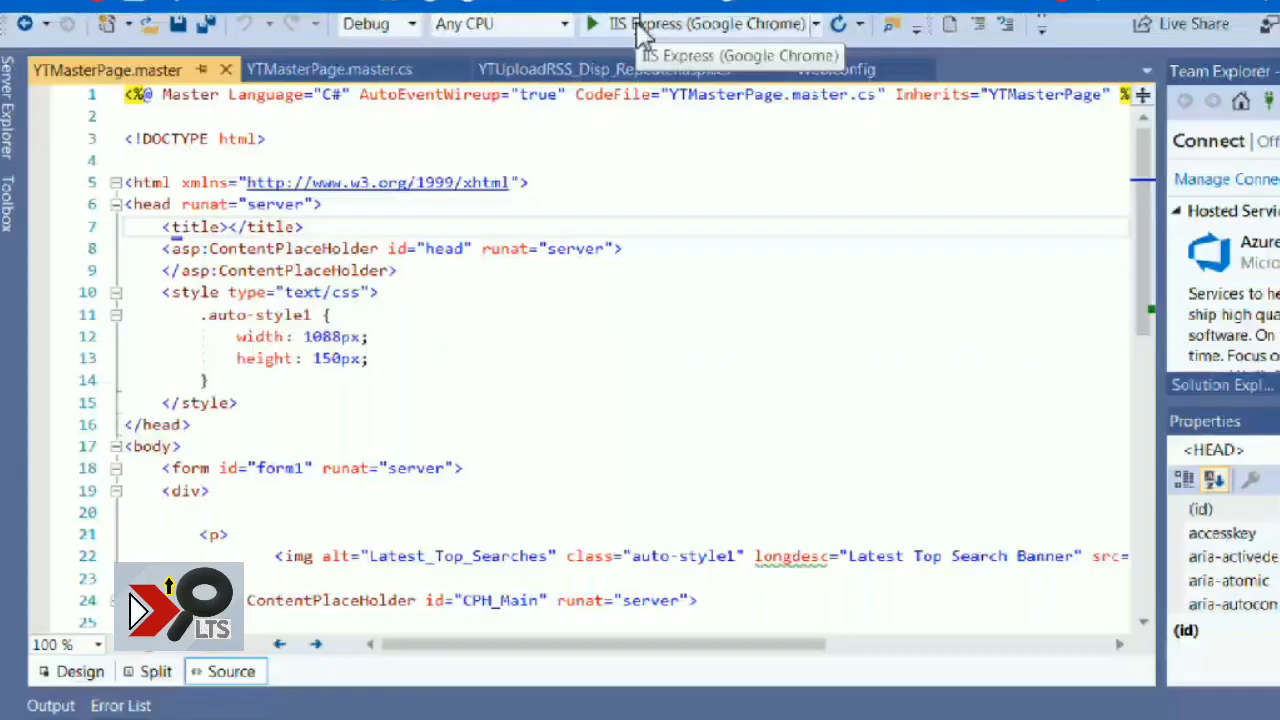 Debug Any CPU IIS Express (Google Chrome) Live Share
IIS Express (Google Chrome)
YTMasterPage.master YTMasterPage.master.cs
Team Explorer
Server Explorer
Toolbox
1 <%@ Master Language="C#" AutoEventWireup="true" CodeFile="YTMasterPage.master.cs" Inherits="YTMasterPage" %
2
3 <!DOCTYPE html>
4
5 <html xmlns="http://www.w3.org/1999/xhtml">
6 <head runat="server">
7 <title></title>
8 <asp:ContentPlaceHolder id="head" runat="server">
9 </asp:ContentPlaceHolder>
10 <style type="text/css">
11 .auto-style1 {
12 width: 1088px;
13 height: 150px;
14 }
15 </style>
16 </head>
17 <body>
18 <form id="form1" runat="server">
19 <div>
20
21 <p>
22 <img alt="Latest_Top_Searches" class="auto-style1" longdesc="Latest Top Search Banner" src=
23
24 ContentPlaceHolder id="CPH_Main" runat="server">
25
LTS
100 %
Design Split Source
Output Error List
Connect | Off
Manage Connec
Hosted Servic
Azure
Micro
Services to he
ship high qua
software. On
time. Focus o
Solution Expl...
Properties
<HEAD>
(id)
accesskey
aria-activede
aria-atomic
aria-autocon
(id)